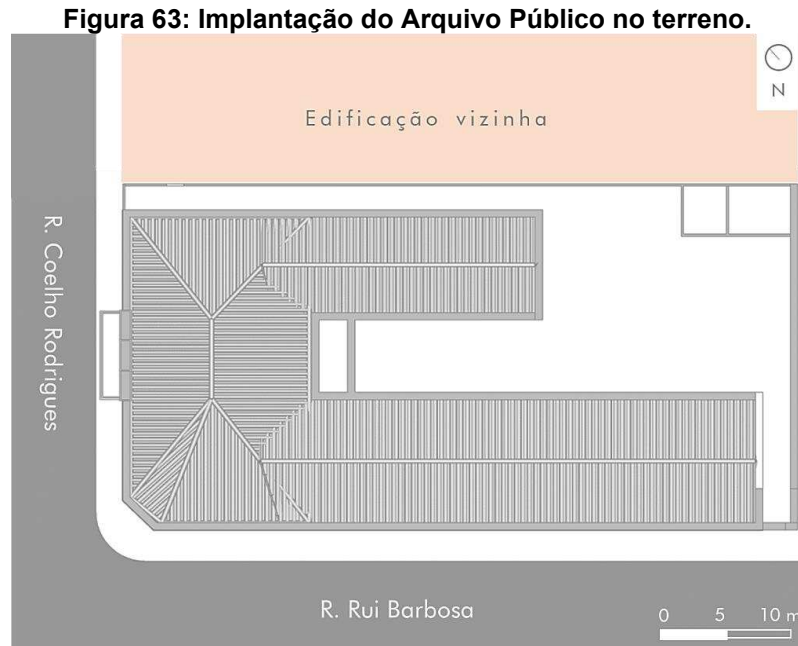 Figura 63: Implantação do Arquivo Público no terreno.
N
Edificação vizinha
R. Coelho Rodrigues
R. Rui Barbosa
0 5 10 m